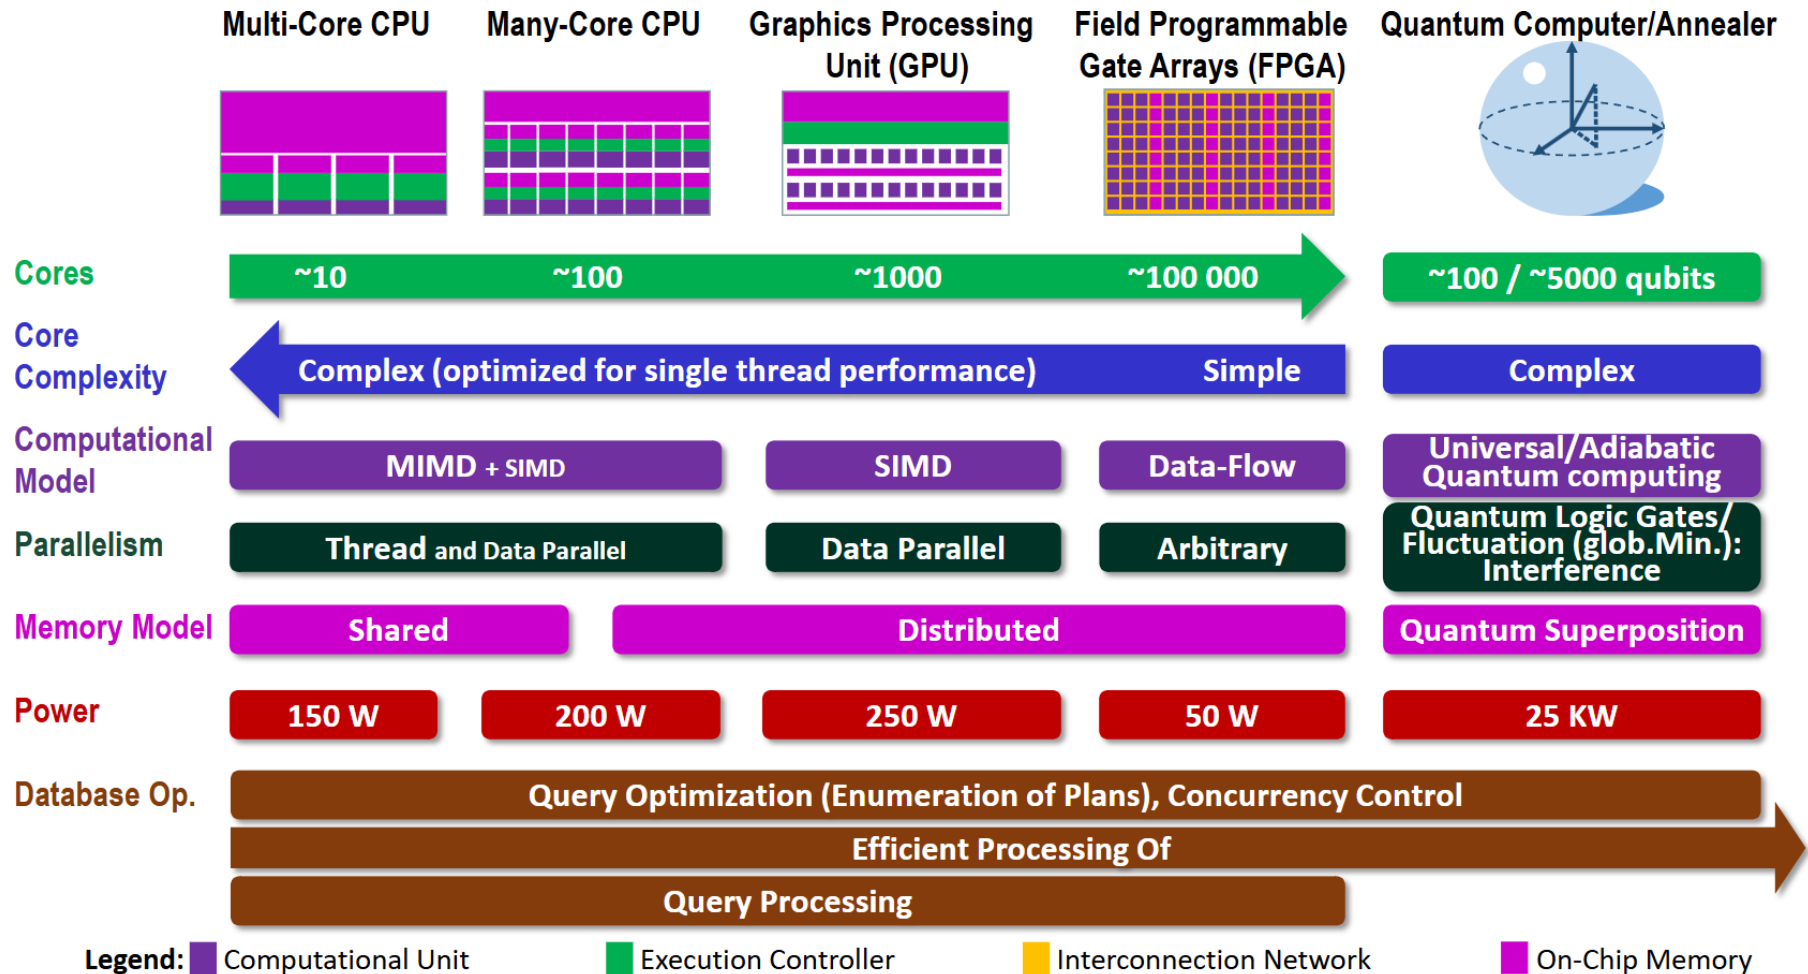 Multi-Core CPU
Many-Core CPU
Graphics Processing
Unit (GPU)
Field Programmable
Gate Arrays (FPGA)
Quantum Computer/Annealer
Cores
~10
~100
~1000
~100 000
~100 / ~5000 qubits
Core
Complexity
Complex (optimized for single thread performance)
Simple
Complex
Computational
Model
MIMD + SIMD
SIMD
Data-Flow
Universal/Adiabatic
Quantum computing
Parallelism
Thread and Data Parallel
Data Parallel
Arbitrary
Quantum Logic Gates/
Fluctuation (glob.Min.):
Interference
Memory Model
Shared
Distributed
Quantum Superposition
Power
150 W
200 W
250 W
50 W
25 KW
Database Op.
Query Optimization (Enumeration of Plans), Concurrency Control
Efficient Processing Of
Query Processing
Legend: Computational Unit
Execution Controller
Interconnection Network
On-Chip Memory